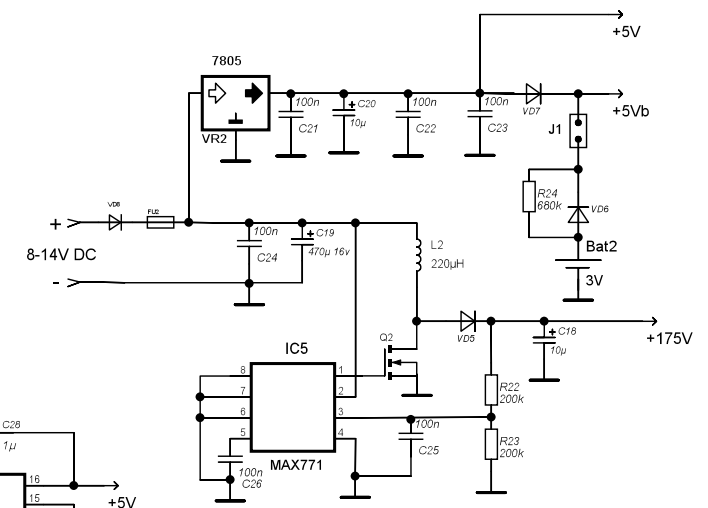 +5V
7805
100n
C21
+ C20
10µ
100n
C22
100n
C23
VD7
+5Vb
J1
VR2
R24
680k
VD6
VD8
FU2
+
8-14V DC
-
100n
C24
+ C19
470µ 16v
L2
220µH
Bat2
3V
Q2
VD5
+ C18
10µ
+175V
IC5
8
7
6
5
1
2
3
4
MAX771
R22
200k
R23
200k
100n
C25
100n
C26
C28
1µ
16
15
+5V